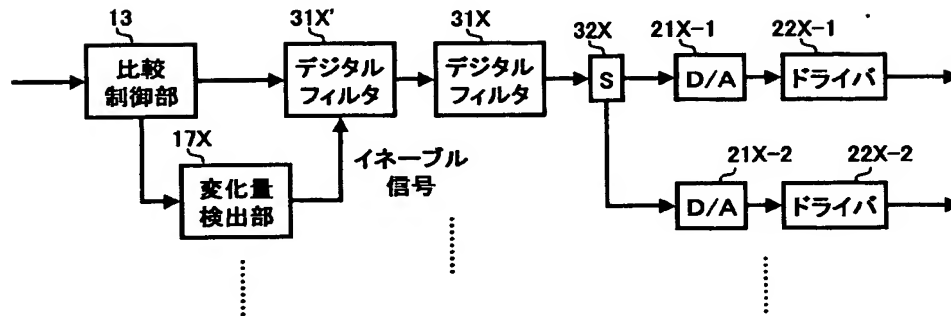 13
31X'
31X
32X
21X-1
22X-1
比較
制御部
デジタル
フィルタ
デジタル
フィルタ
S
D/A
ドライバ
17X
変化量
検出部
イネーブル
信号
21X-2
22X-2
D/A
ドライバ